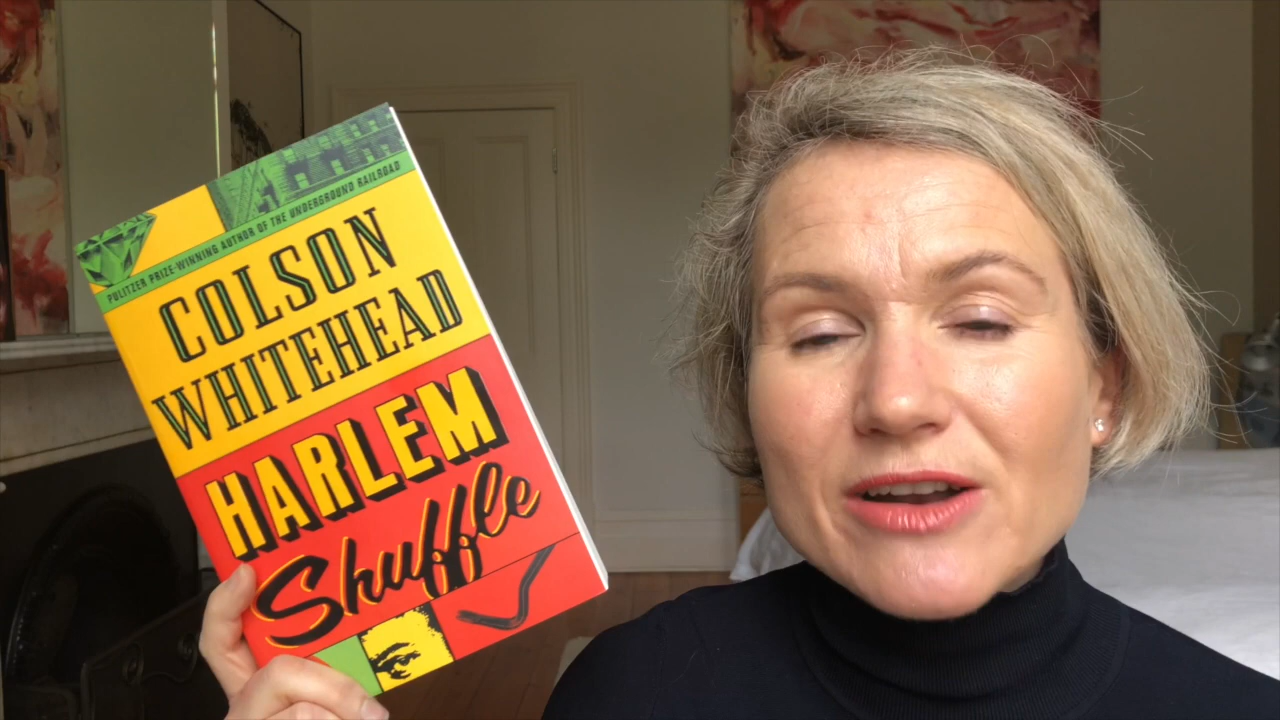 PULITZER PRIZE-WINNING AUTHOR OF THE UNDERGROUND RAILROAD
COLSON
WHITEHEAD
HARLEM
Shuffle